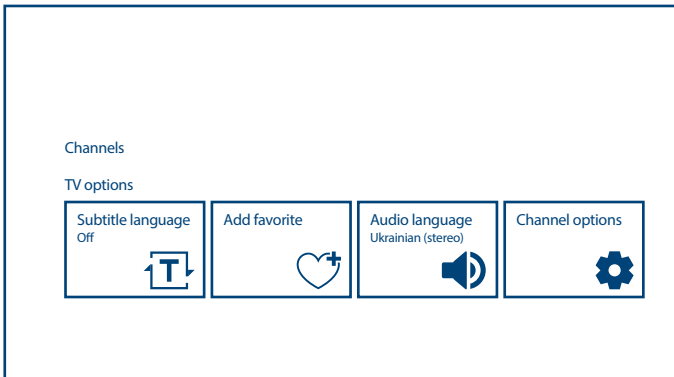 Channels
TV options
Subtitle language
Off
T
Add favorite
Audio language
Ukrainian (stereo)
Channel options